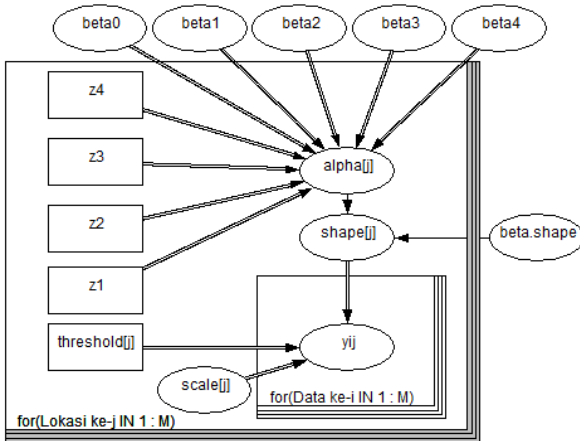 beta0
beta1
beta2
beta3
beta4
z4
z3
alpha[j]
z2
shape[j]
beta.shape
z1
threshold[j]
yij
scale[j]
for(Data ke-i IN 1 : M)
for(Lokasi ke-j IN 1 : M)